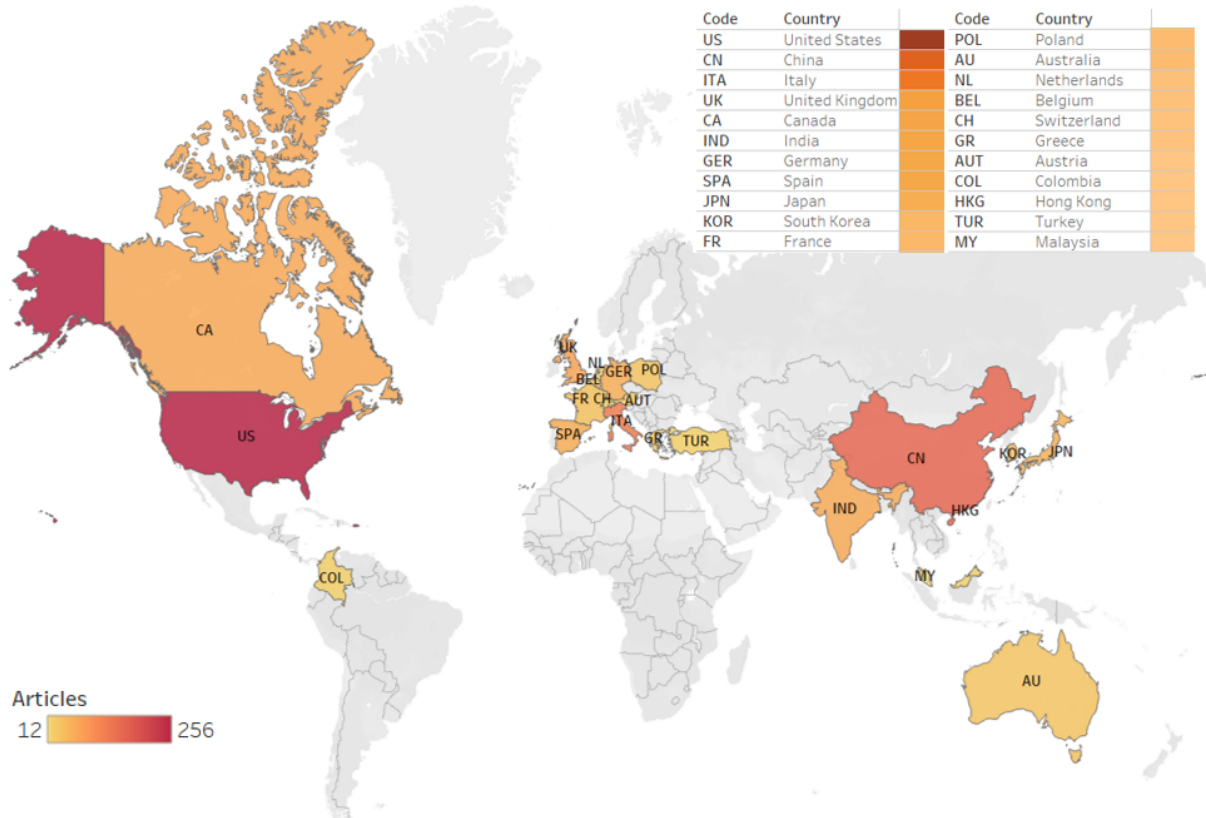 Code Country Code Country
US United States POL Poland
CN China AU Australia
ITA Italy NL Netherlands
UK United Kingdom BEL Belgium
CA Canada CH Switzerland
IND India GR Greece
GER Germany AUT Austria
SPA Spain COL Colombia
JPN Japan HKG Hong Kong
KOR South Korea TUR Turkey
FR France MY Malaysia
CA
UK
NL
GER
POL
BEL
FR
CH
AUT
US
SPA
ITA
GR
TUR
KOR
JPN
CN
IND
HKG
COL
MY
AU
Articles
12 256